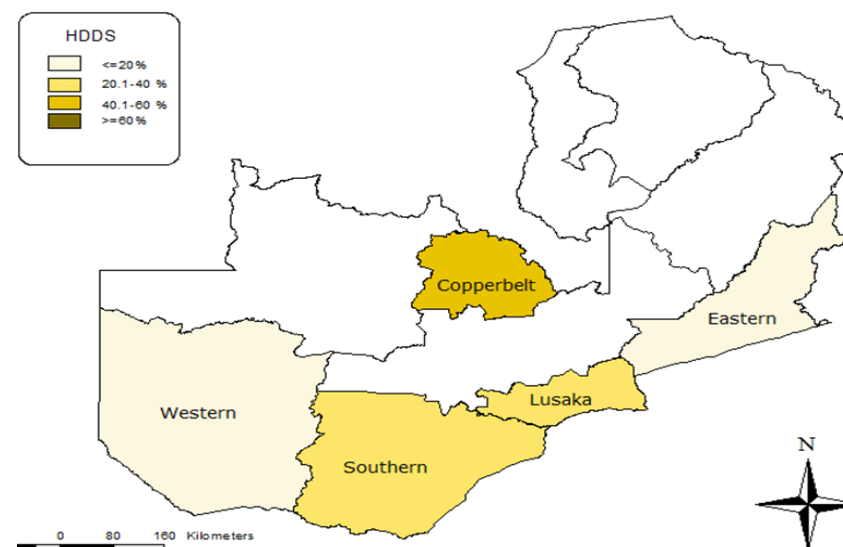 HDDS
<=20%
20.1-40 %
40.1-60 %
>=60%
Copperbelt
Eastern
Lusaka
Western
Southern
N
0 80 160 Kilometers